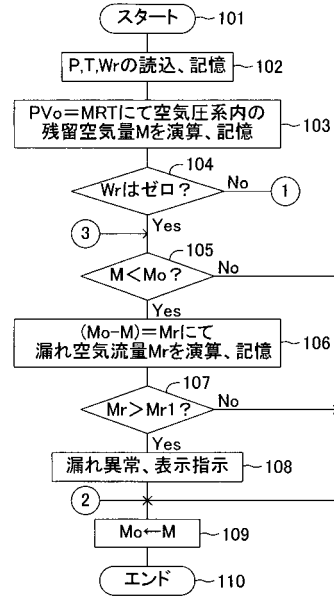 スタート
101
P,T,Wrの読込、記憶
102
PVo=MRTにて空気圧系内の
残留空気量Mを演算、記憶
103
104
Wrはゼロ?
No
1
Yes
3
105
M<Mo?
No
Yes
(Mo-M)=Mrにて
漏れ空気流量Mrを演算、記憶
106
107
Mr>Mr1?
No
Yes
漏れ異常、表示指示
108
2
Mo←M
109
エンド
110